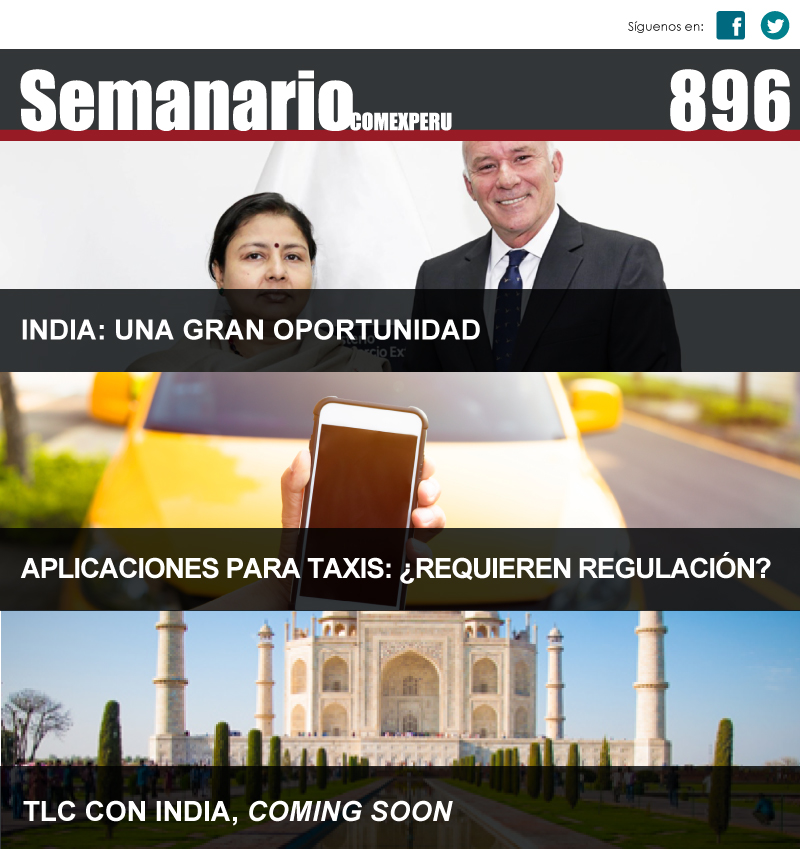 Síguenos en:
Semanario COMEXPERU 896
INDIA: UNA GRAN OPORTUNIDAD
APLICACIONES PARA TAXIS: ¿REQUIEREN REGULACIÓN?
TLC CON INDIA, COMING SOON